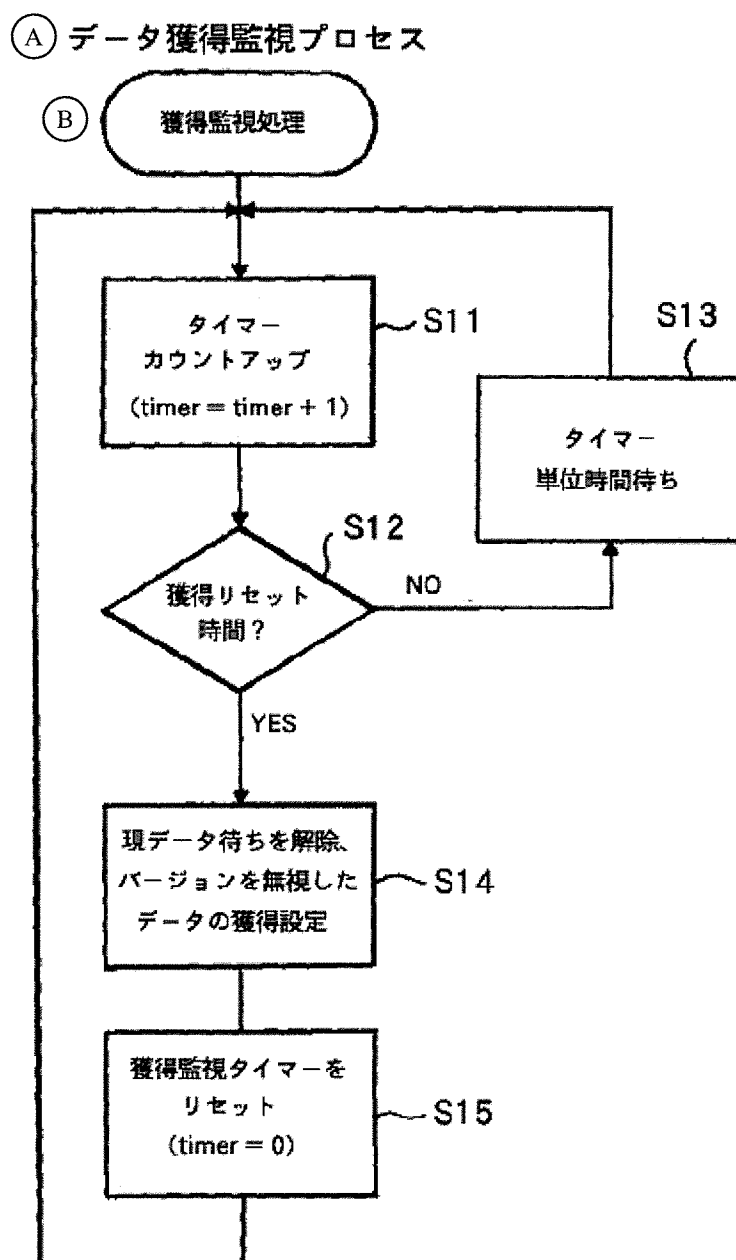 Ⓐ データ獲得監視プロセス
Ⓑ 獲得監視処理
タイマー
カウントアップ
(timer = timer + 1)
S11
S13
タイマー
単位時間待ち
S12
獲得リセット
時間？
NO
YES
現データ待ちを解除、
バージョンを無視した
データの獲得設定
S14
獲得監視タイマーを
リセット
(timer = 0)
S15